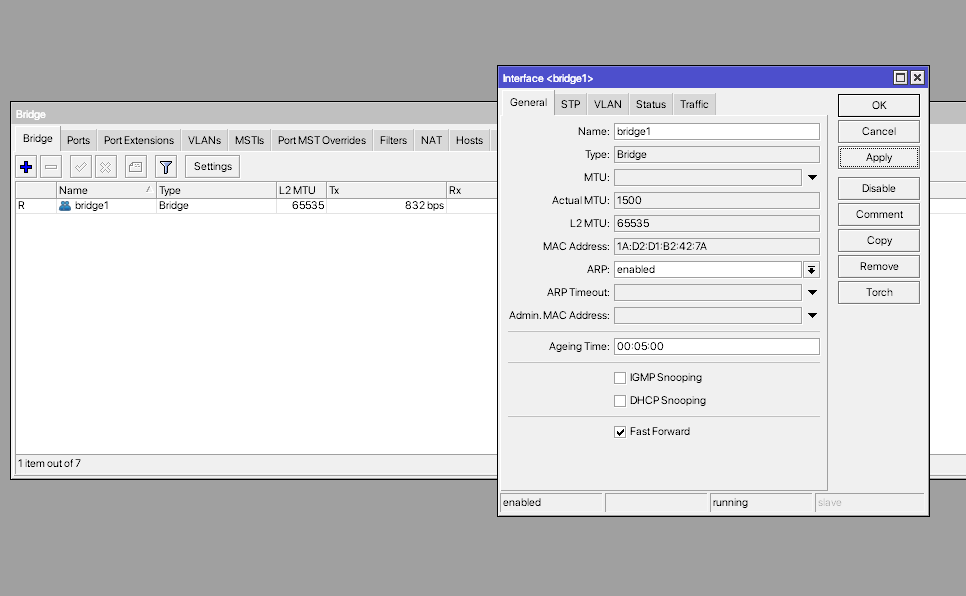 Bridge
Bridge Ports Port Extensions VLANs MSTIs Port MST Overrides Filters NAT Hosts
Settings
Name Type L2 MTU Tx Rx
R bridge1 Bridge 65535 832 bps
1 item out of 7
Interface <bridge1>
General STP VLAN Status Traffic
Name: bridge1
Type: Bridge
MTU:
Actual MTU: 1500
L2 MTU: 65535
MAC Address: 1A:D2:D1:B2:42:7A
ARP: enabled
ARP Timeout:
Admin. MAC Address:
Ageing Time: 00:05:00
IGMP Snooping
DHCP Snooping
Fast Forward
OK
Cancel
Apply
Disable
Comment
Copy
Remove
Torch
enabled running slave